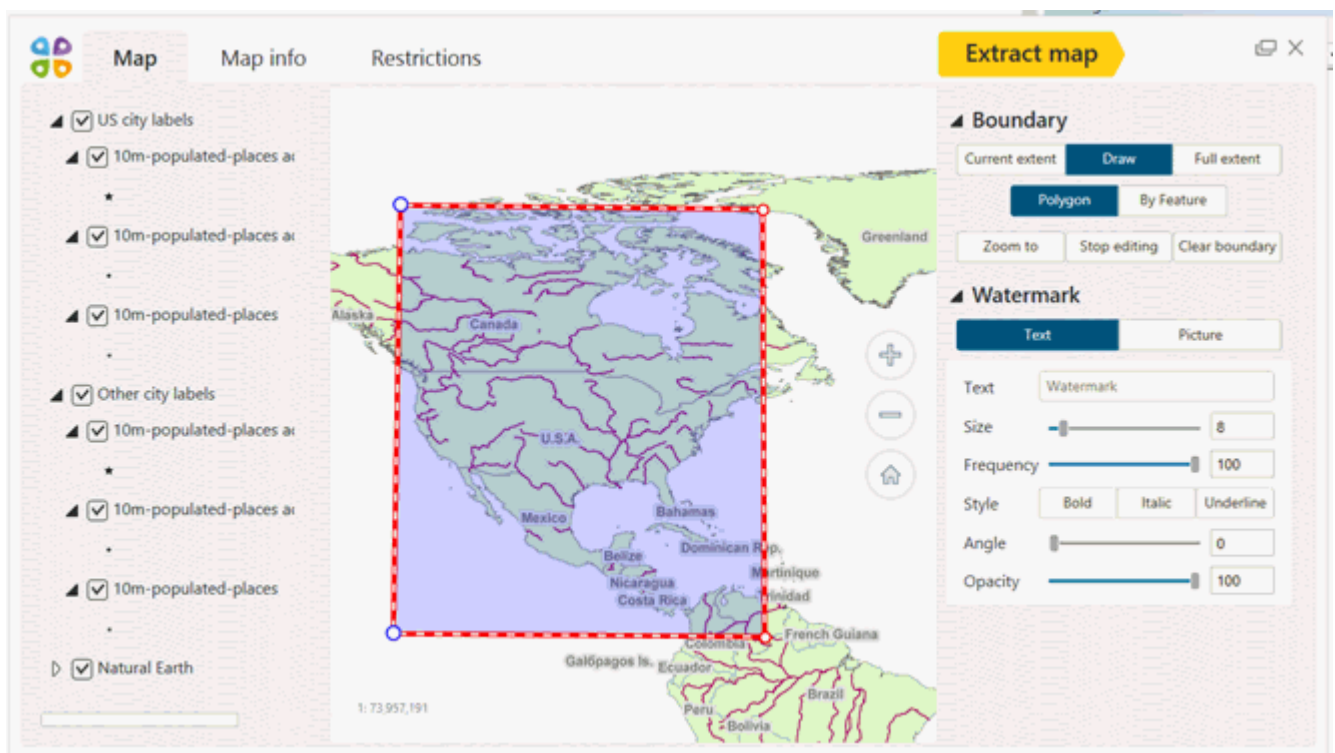 Map
Map info
Restrictions
Extract map
US city labels
10m-populated-places
10m-populated-places
10m-populated-places
Other city labels
10m-populated-places
10m-populated-places
10m-populated-places
Natural Earth
Greenland
Alaska
Canada
U.S.A.
Mexico
Bahamas
Belize
Dominican Rep.
Nicaragua
Martinique
Costa Rica
Trinidad
Colombia
French Guiana
Galōpagos Is.
Ecuador
Brazil
Peru
Bolivia
1: 73,957,191
Boundary
Current extent
Draw
Full extent
Polygon
By Feature
Zoom to
Stop editing
Clear boundary
Watermark
Text
Picture
Text
Watermark
Size
8
Frequency
100
Style
Bold
Italic
Underline
Angle
0
Opacity
100